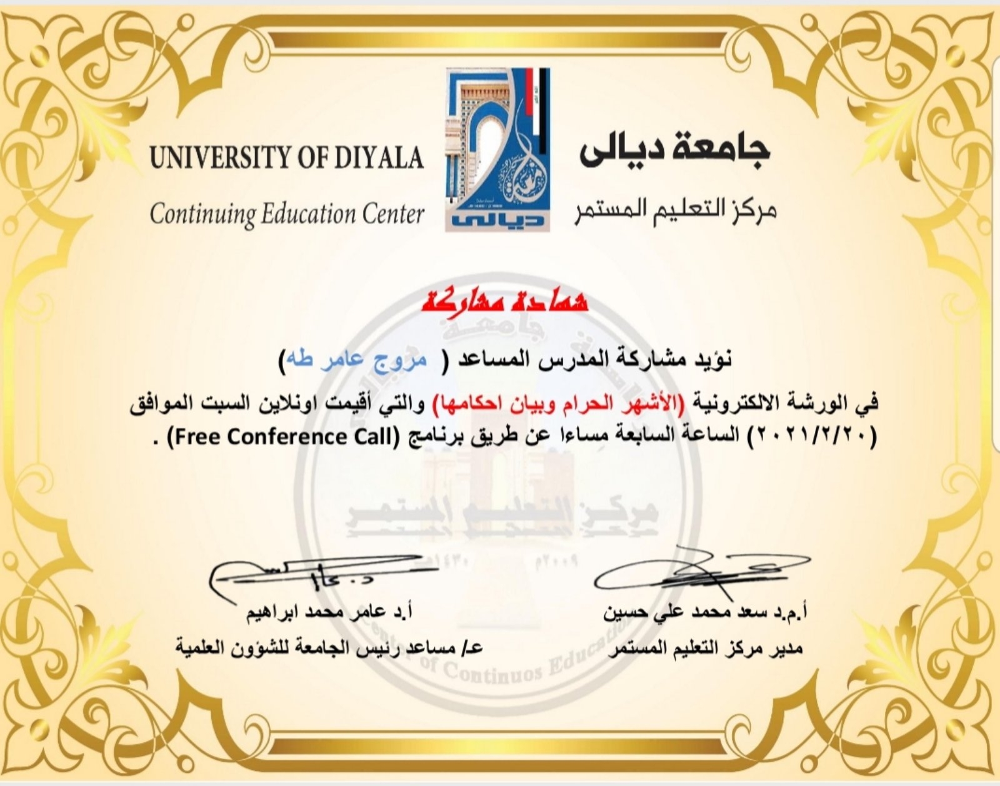 UNIVERSITY OF DIYALA
Continuing Education Center
جامعة ديالى
مركز التعليم المستمر
ديالى
شهادة مشاركة
نؤيد مشاركة المدرس المساعد ( مروج عامر طه)
في الورشة الالكترونية (الأشهر الحرام وبيان احكامها) والتي أقيمت اونلاين السبت الموافق
(٢٠٢١/٢/٢٠) الساعة السابعة مساءا عن طريق برنامج (Free Conference Call) .
مركز التعليم المستمر
٢٠٠٩م
١٤٣٠هـ
أ.م.د سعد محمد علي حسين
مدير مركز التعليم المستمر
أ.د عامر محمد ابراهيم
عـ/ مساعد رئيس الجامعة للشؤون العلمية
Center of Continuos Education